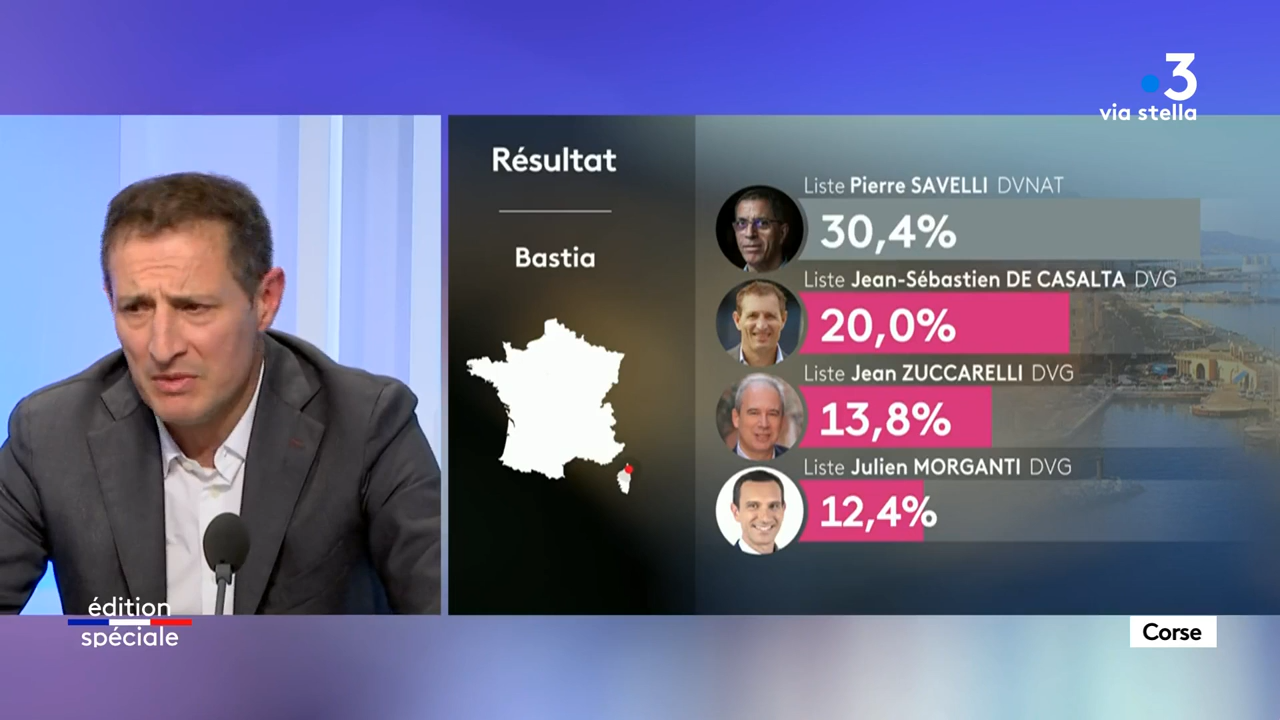 3
via stella
Résultat
Bastia
Liste Pierre SAVELLI DVNAT
30,4%
Liste Jean-Sébastien DE CASALTA DVG
20,0%
Liste Jean ZUCCARELLI DVG
13,8%
Liste Julien MORGANTI DVG
12,4%
édition
spéciale
Corse